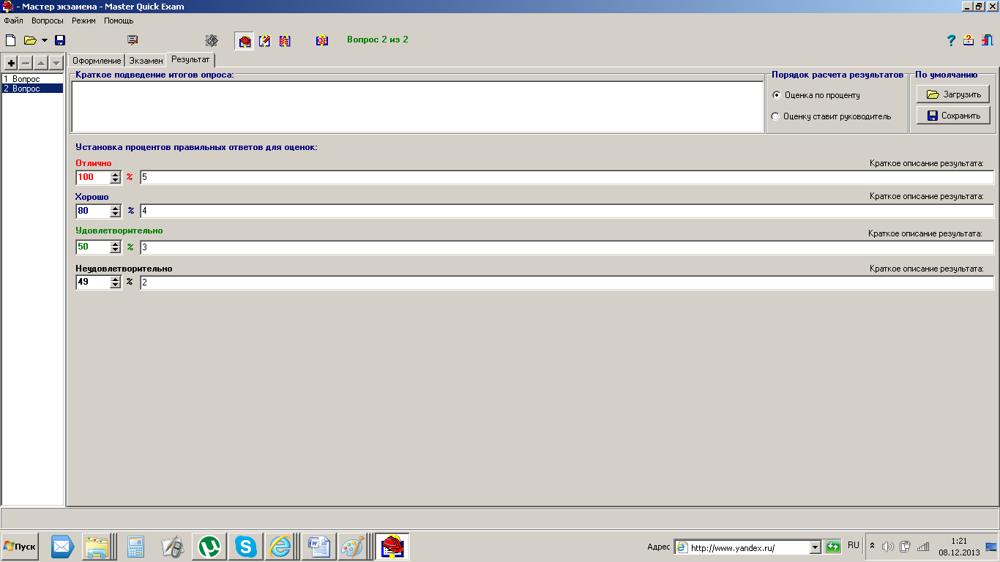 - Мастер экзамена - Master Quick Exam
Файл Вопросы Режим Помощь
Вопрос 2 из 2
Оформление Экзамен Результат
1 Вопрос
2 Вопрос
Краткое подведение итогов опроса:
Порядок расчета результатов
Оценка по проценту
Оценку ставит руководитель
По умолчанию
Загрузить
Сохранить
Установка процентов правильных ответов для оценок:
Отлично Краткое описание результата:
100 % 5
Хорошо Краткое описание результата:
80 % 4
Удовлетворительно Краткое описание результата:
50 % 3
Неудовлетворительно Краткое описание результата:
49 % 2
Пуск
Адрес http://www.yandex.ru/ RU 1:21
08.12.2013